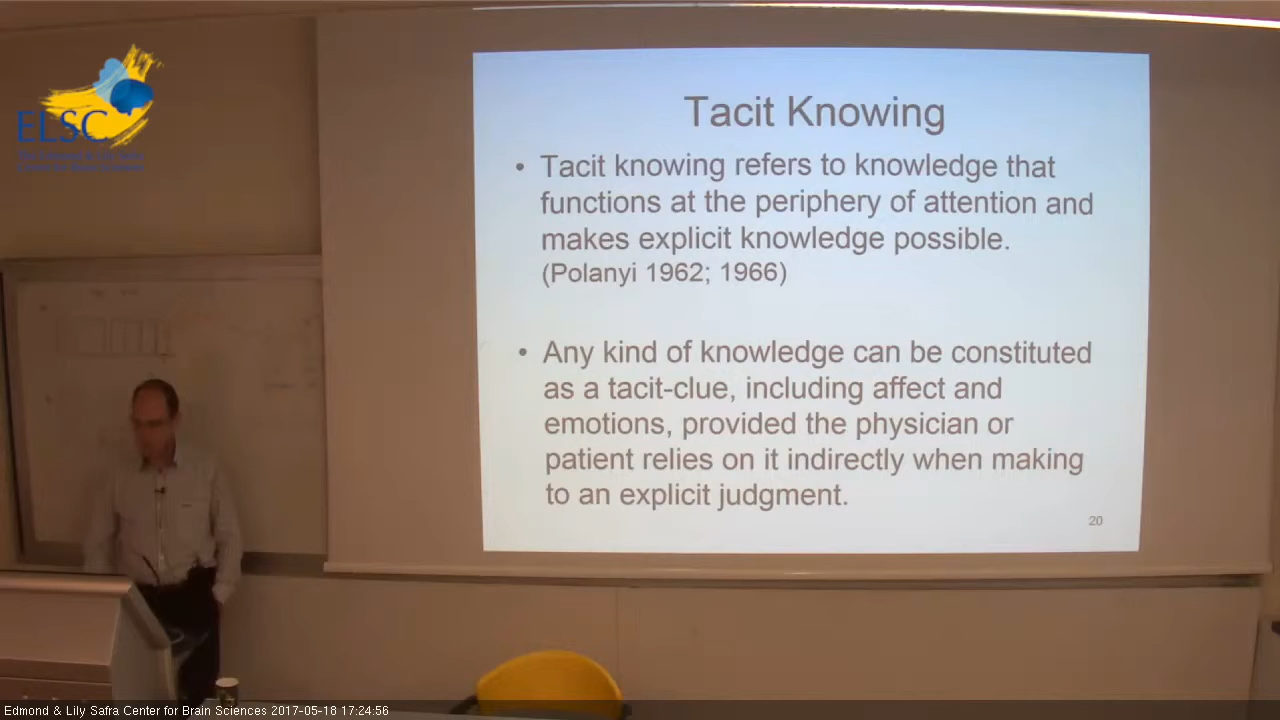 ELSC
Tacit Knowing
• Tacit knowing refers to knowledge that
functions at the periphery of attention and
makes explicit knowledge possible.
(Polanyi 1962; 1966)
• Any kind of knowledge can be constituted
as a tacit-clue, including affect and
emotions, provided the physician or
patient relies on it indirectly when making
to an explicit judgment.
20
Edmond & Lily Safra Center for Brain Sciences 2017-05-18 17:24:56